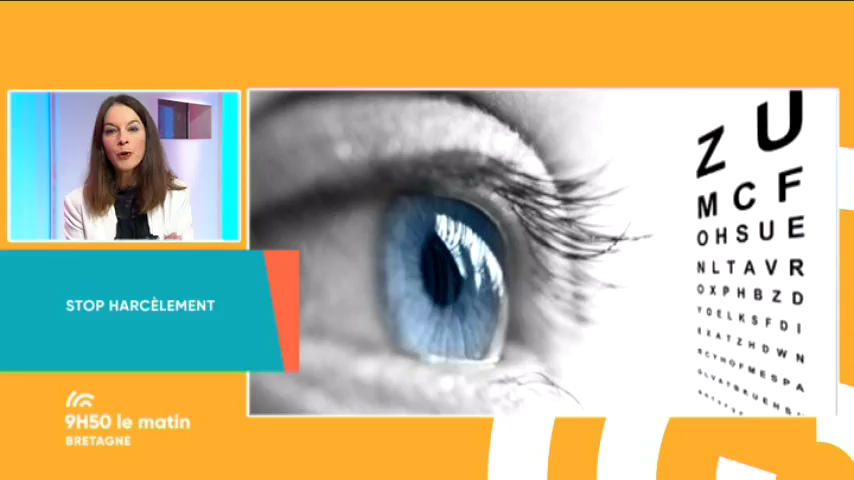 Z U
M C F
O H S U E
N L T A V R
O X P H B Z D
Y O E L K S F D I
E X A T Z H D W N
STOP HARCÈLEMENT
9H50 le matin
BRETAGNE